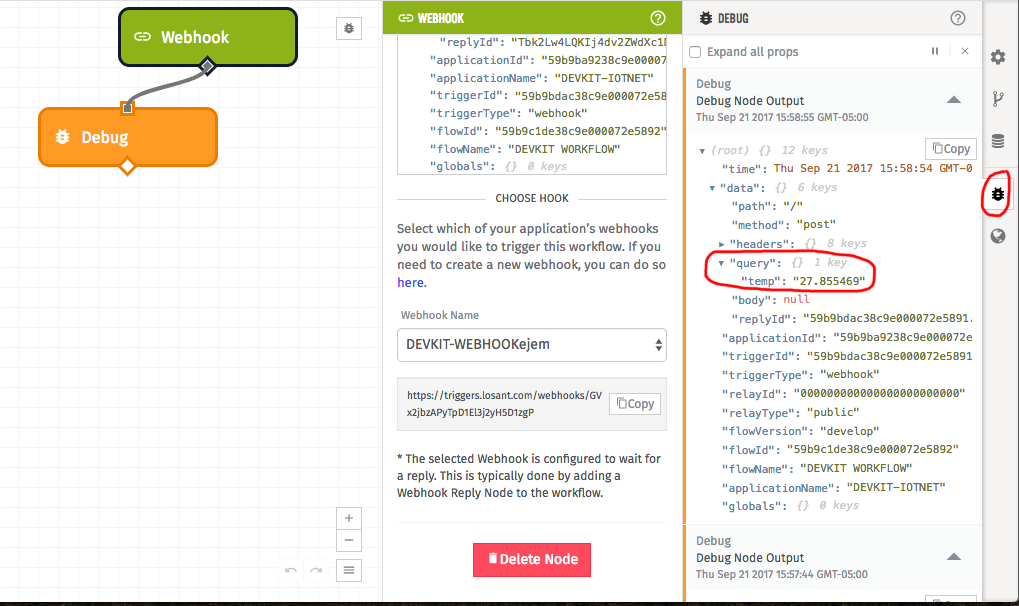 Webhook
Debug
WEBHOOK
"replyId": "Tbk2Lw4LQKIj4dv2ZWdXc1
"applicationId": "59b9bdac38c9e0007
"applicationName": "DEVKIT-IOTNET"
"triggerId": "59b9bdac38c9e000072e58
"triggerType": "webhook"
"flowId": "59b9c1de38c9e000072e5892"
"flowName": "DEVKIT WORKFLOW"
"globals": {} 0 keys
CHOOSE HOOK
Select which of your application's webhooks
you would like to trigger this workflow. If you
need to create a new webhook, you can do so
here.
Webhook Name
DEVKIT-WEBHOOKejem
https://triggers.losant.com/webhooks/GV
x2jbzAPyTpD1El3j2yH5D1zgP
Copy
* The selected Webhook is configured to wait for
a reply. This is typically done by adding a
Webhook Reply Node to the workflow.
Delete Node
DEBUG
Expand all props
Debug
Debug Node Output
Thu Sep 21 2017 15:58:55 GMT-05:00
Copy
(root) {} 12 keys
"time": Thu Sep 21 2017 15:58:54 GMT-0
"data": {} 6 keys
"path": "/"
"method": "post"
"headers": {} 8 keys
"query": {} 1 key
"temp": "27.855469"
"body": null
"replyId": "59b9bdac38c9e000072e5891.
"applicationId": "59b9b9a38c9e000072e
"triggerId": "59b9bdac38c9e000072e5891
"triggerType": "webhook"
"relayId": "000000000000000000000000"
"relayType": "public"
"flowVersion": "develop"
"flowId": "59b9c1de38c9e000072e5892"
"flowName": "DEVKIT WORKFLOW"
"applicationName": "DEVKIT-IOTNET"
"globals": {} 0 keys
Debug
Debug Node Output
Thu Sep 21 2017 15:57:44 GMT-05:00